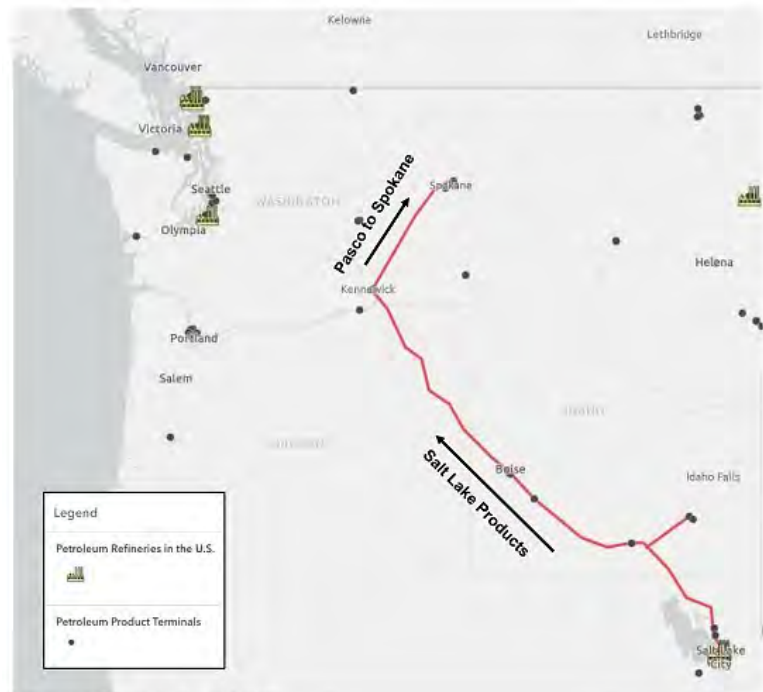 Kelowne
Lethbridge
Vancouver
Victoria
Pasco to Spokane
Spokane
Seattle
WASHINGTON
Olympia
Helena
Kennewick
Portland
Salem
IDAHO
OREGON
Boise
Salt Lake Products
Idaho Falls
Legend
Petroleum Refineries in the U.S.
Petroleum Product Terminals
Salt Lake
City